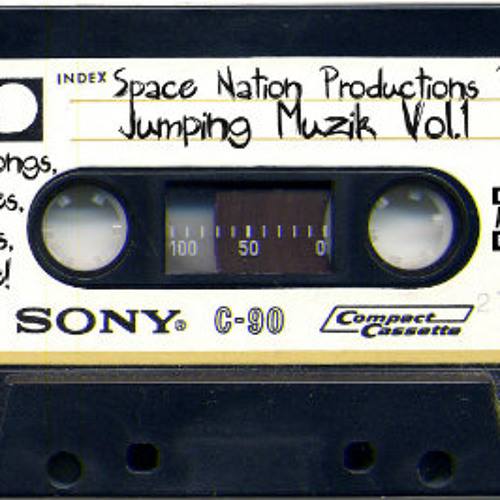 INDEX Space Nation Productions
Jumping Muzik Vol.1
100 50 0
SONY® C-90 Compact Cassette